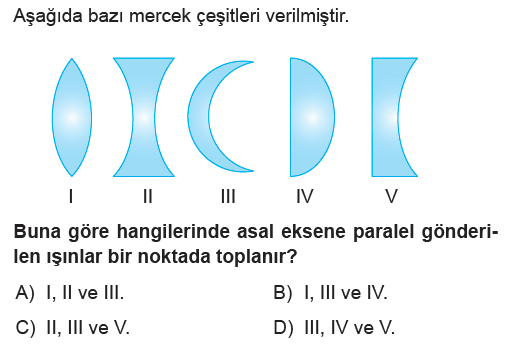 Aşağıda bazı mercek çeşitleri verilmiştir.
I II III IV V
Buna göre hangilerinde asal eksene paralel gönderi-
len ışınlar bir noktada toplanır?
A) I, II ve III. B) I, III ve IV.
C) II, III ve V. D) III, IV ve V.